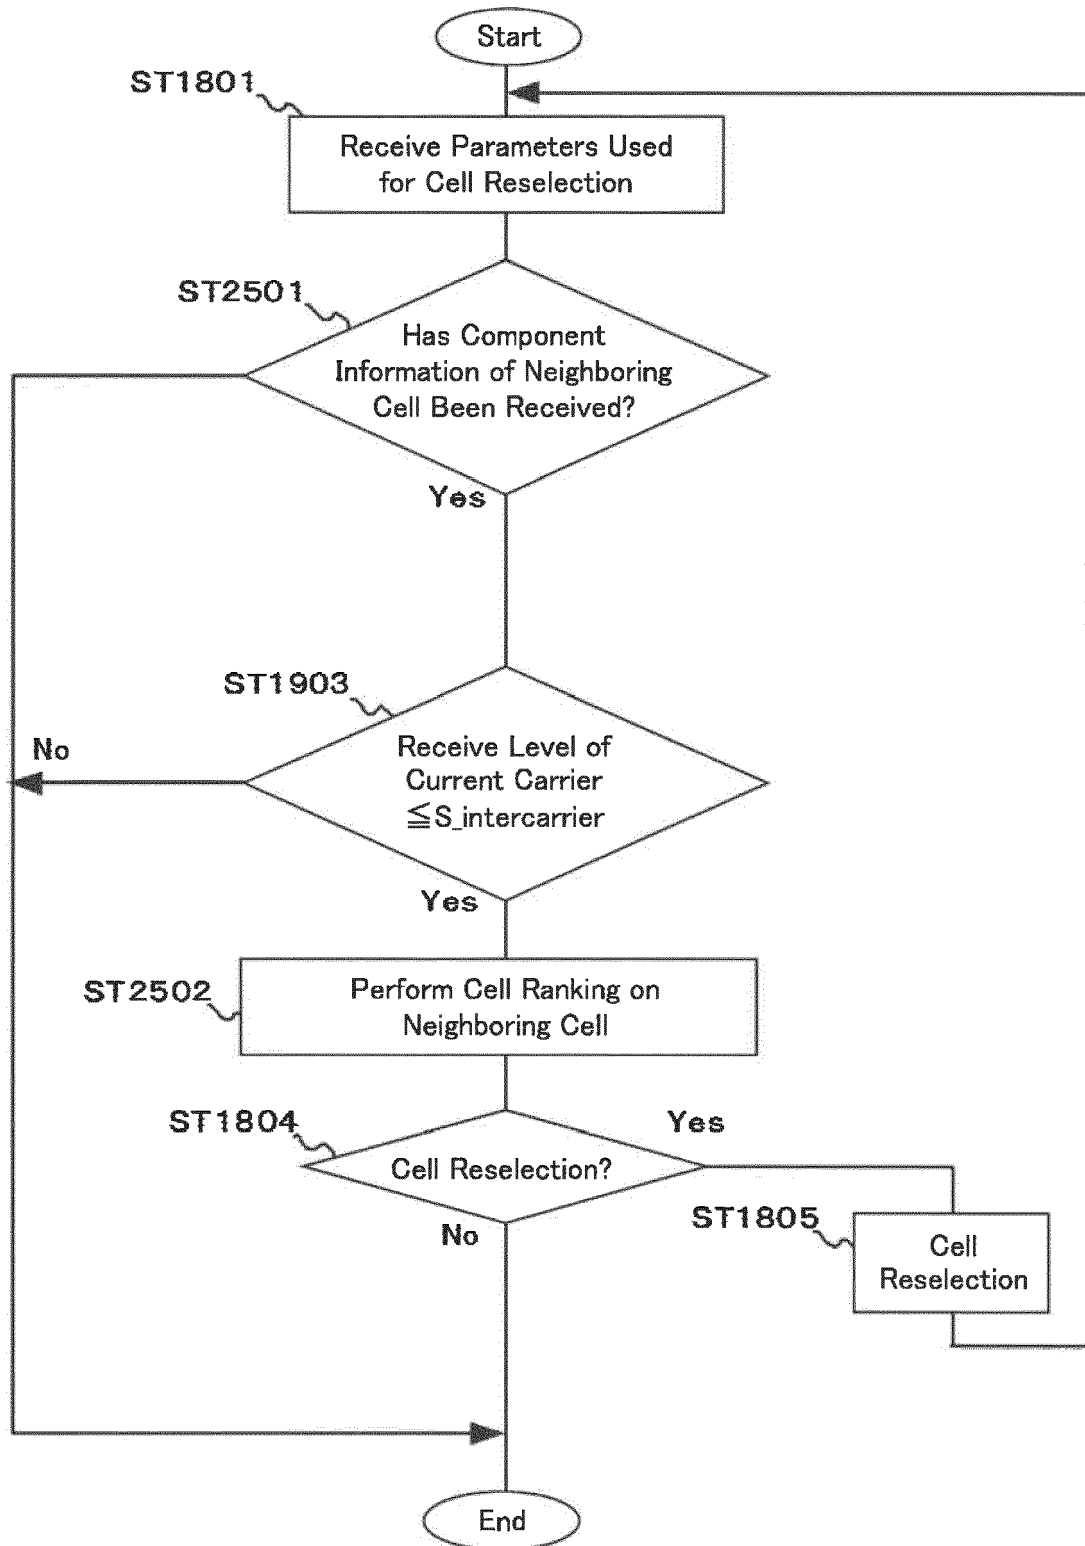 Start
ST1801
Receive Parameters Used
for Cell Reselection
ST2501
Has Component
Information of Neighboring
Cell Been Received?
Yes
ST1903
No
Receive Level of
Current Carrier
≦S_intercarrier
Yes
ST2502
Perform Cell Ranking on
Neighboring Cell
ST1804
Yes
Cell Reselection?
No
ST1805
Cell
Reselection
End